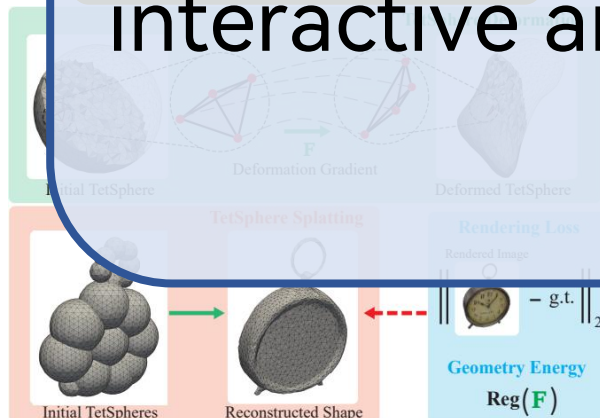 interactive a
Initial TetSphere
F
Deformation Gradient
Deformed TetSphere
TetSphere Splatting
Rendering Loss
Rendered Image
- g.t.
2
Geometry Energy
Reg(F)
Initial TetSpheres
Reconstructed Shape